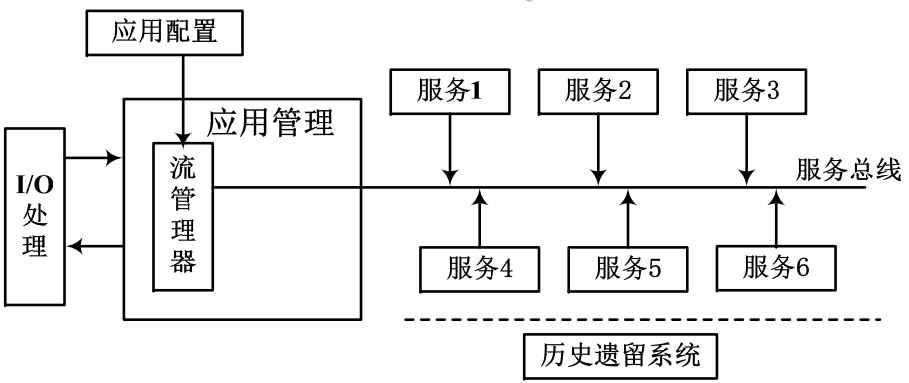 应用配置
应用管理
流管理器
I/O处理
服务1
服务2
服务3
服务总线
服务4
服务5
服务6
历史遗留系统